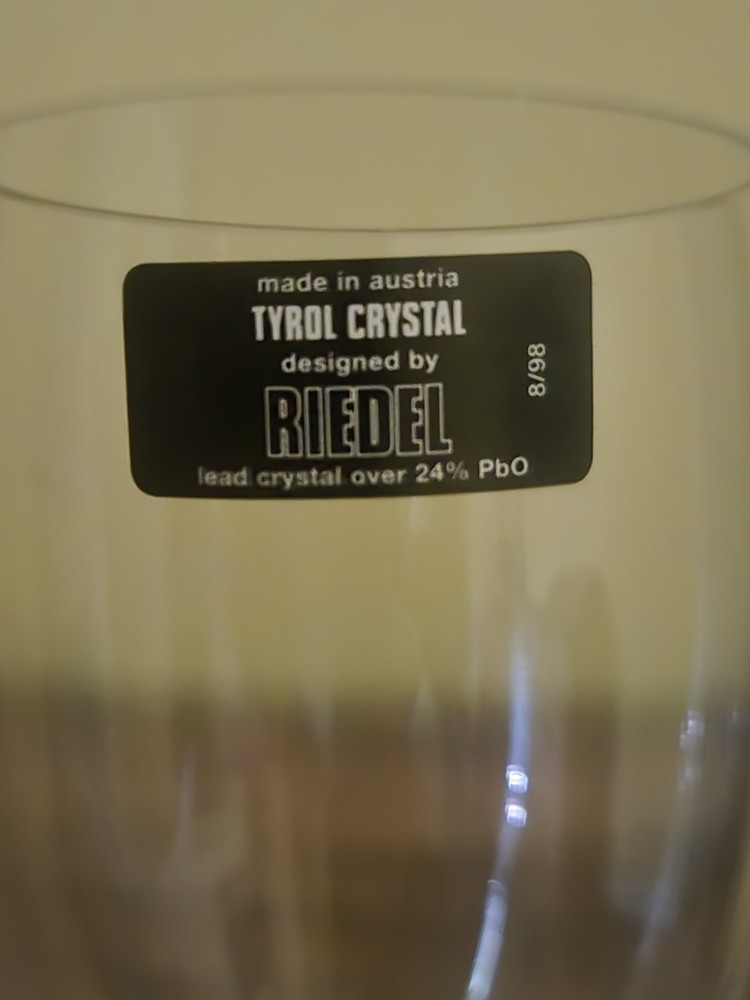 made in austria
TYROL CRYSTAL
designed by
RIEDEL
lead crystal over 24% PbO
8/98